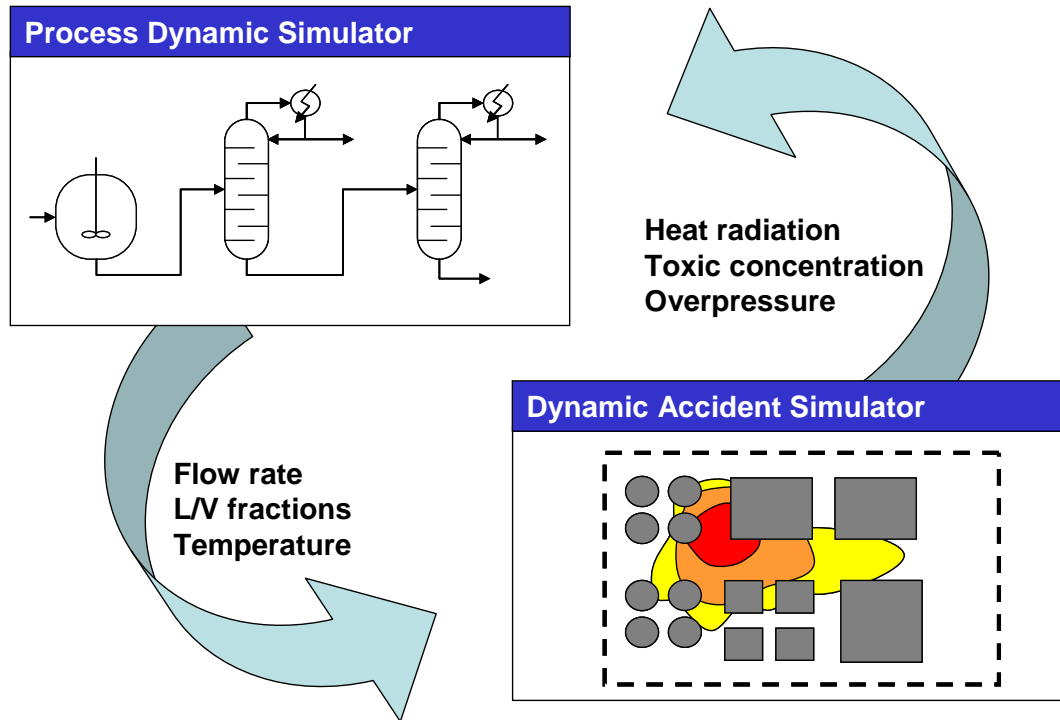 Process Dynamic Simulator
Heat radiation
Toxic concentration
Overpressure
Dynamic Accident Simulator
Flow rate
L/V fractions
Temperature